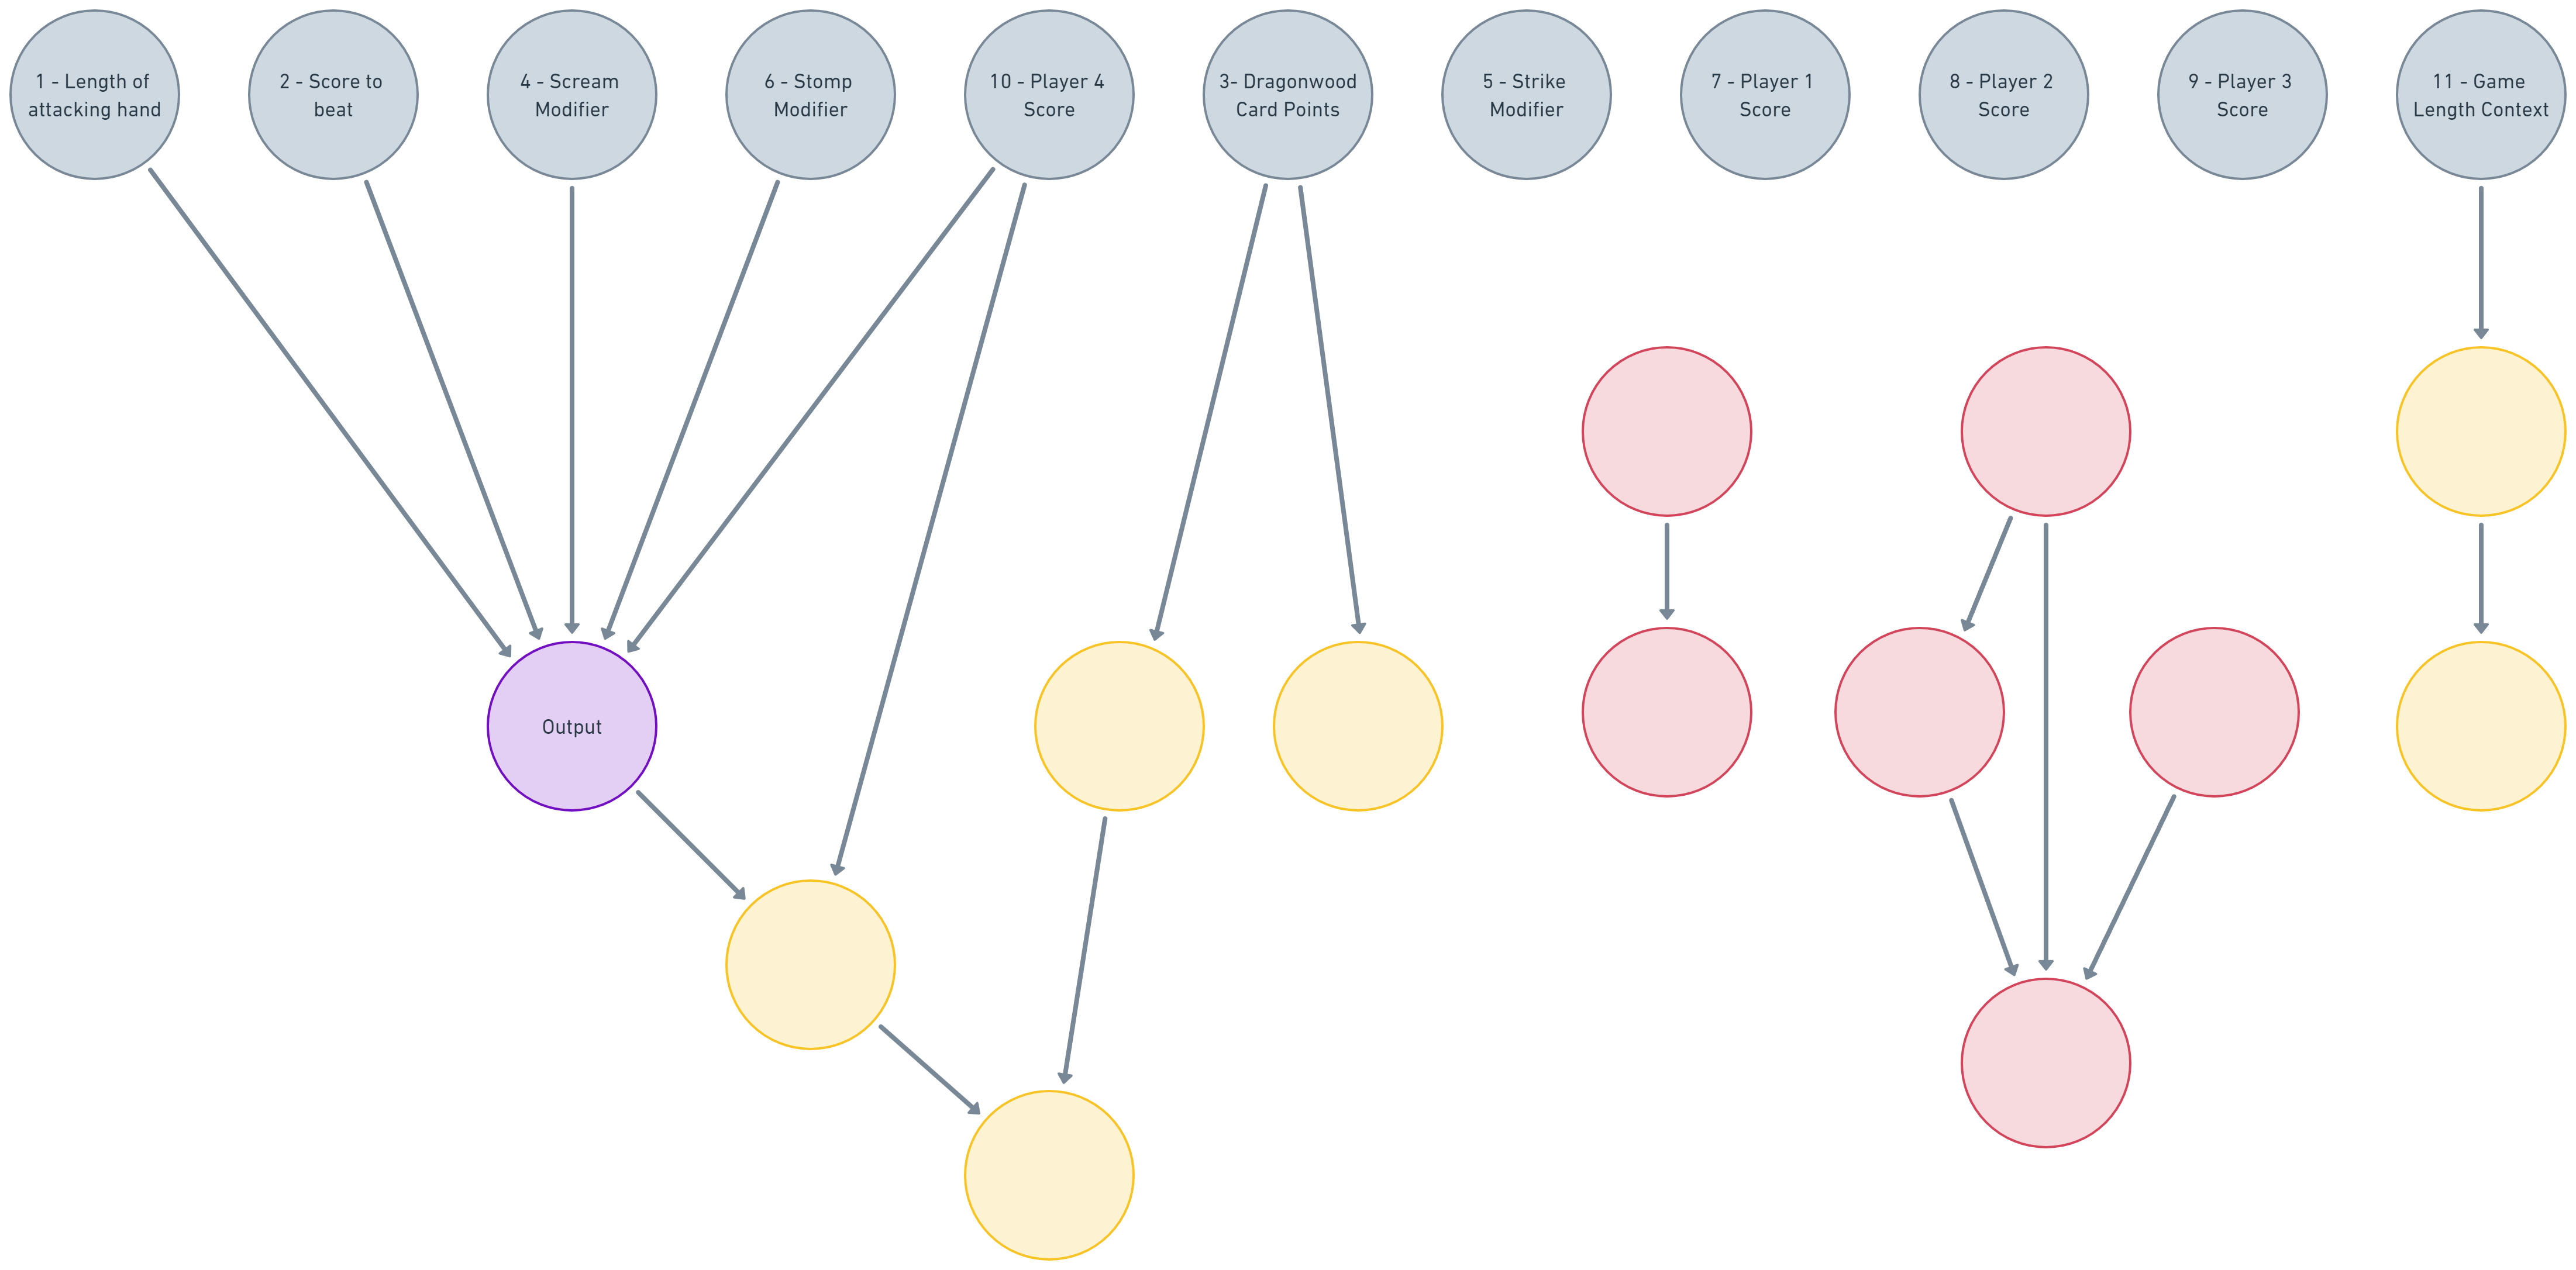 1 - Length of
attacking hand
2 - Score to
beat
4 - Scream
Modifier
6 - Stomp
Modifier
10 - Player 4
Score
3- Dragonwood
Card Points
5 - Strike
Modifier
7 - Player 1
Score
8 - Player 2
Score
9 - Player 3
Score
11 - Game
Length Context
Output